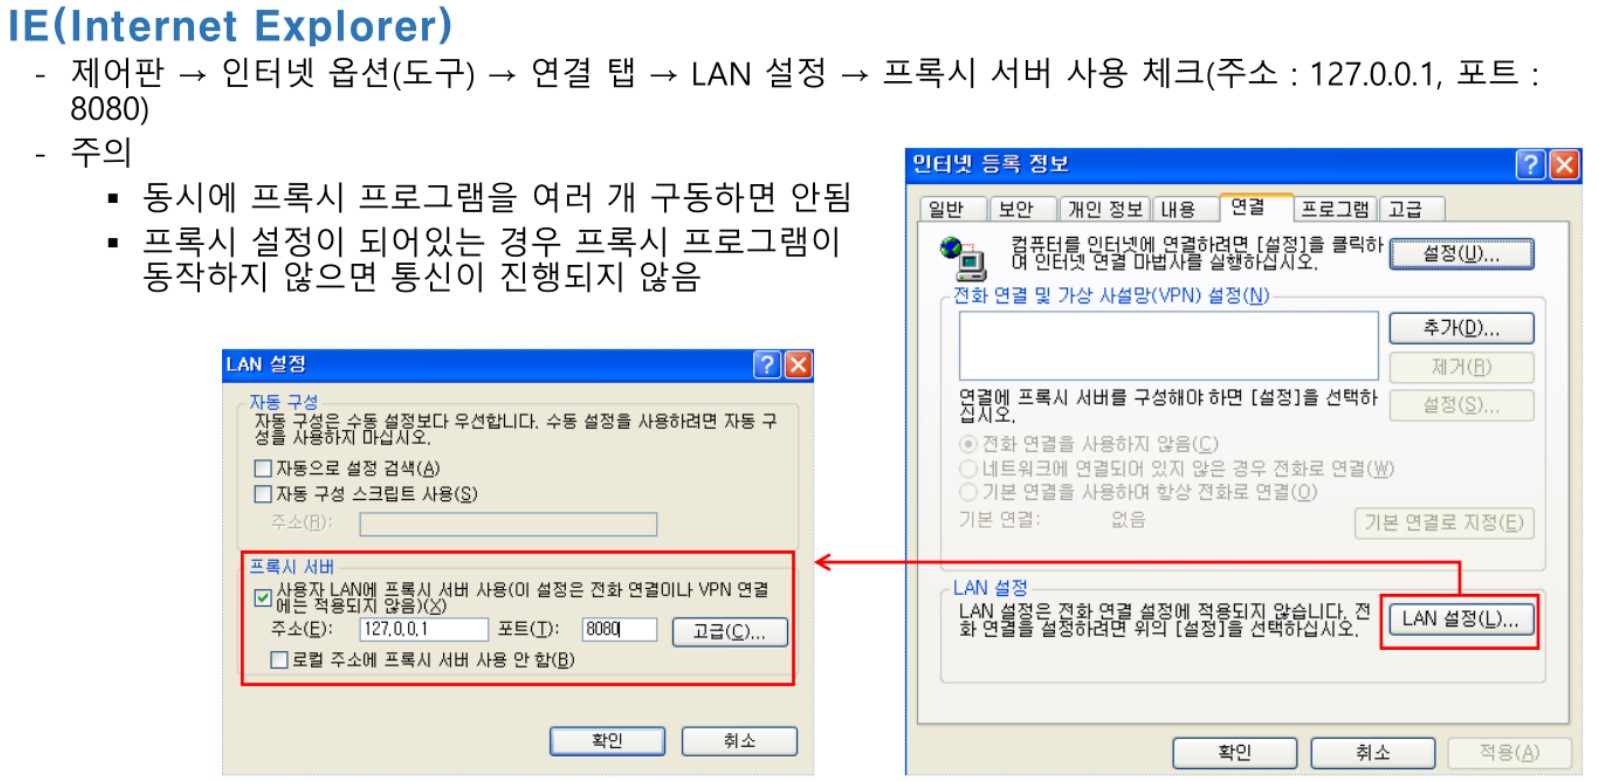 IE(Internet Explorer)
- 제어판 → 인터넷 옵션(도구) → 연결 탭 → LAN 설정 → 프록시 서버 사용 체크(주소 : 127.0.0.1, 포트 :
8080)
- 주의
▪ 동시에 프록시 프로그램을 여러 개 구동하면 안됨
▪ 프록시 설정이 되어있는 경우 프록시 프로그램이
동작하지 않으면 통신이 진행되지 않음
LAN 설정
자동 구성
자동 구성은 수동 설정보다 우선합니다. 수동 설정을 사용하려면 자동 구
성을 사용하지 마십시오.
자동으로 설정 검색(A)
자동 구성 스크립트 사용(S)
주소(R):
프록시 서버
사용자 LAN에 프록시 서버 사용(이 설정은 전화 연결이나 VPN 연결
에는 적용되지 않음)(X)
주소(E): 127.0.0.1 포트(T): 8080 고급(C)...
로컬 주소에 프록시 서버 사용 안 함(B)
확인 취소
인터넷 등록 정보
일반 보안 개인 정보 내용 연결 프로그램 고급
컴퓨터를 인터넷에 연결하려면 [설정]을 클릭하
며 인터넷 연결 마법사를 실행하십시오.
설정(U)...
전화 연결 및 가상 사설망(VPN) 설정(N)
추가(D)...
제거(R)
연결에 프록시 서버를 구성해야 하면 [설정]을 선택하
십시오.
설정(S)...
전화 연결을 사용하지 않음(C)
네트워크에 연결되어 있지 않은 경우 전화로 연결(W)
기본 연결을 사용하여 항상 전화로 연결(O)
기본 연결: 없음 기본 연결로 지정(E)
LAN 설정
LAN 설정은 전화 연결 설정에 적용되지 않습니다. 전
화 연결을 설정하려면 위의 [설정]을 선택하십시오.
LAN 설정(L)...
확인 취소 적용(A)